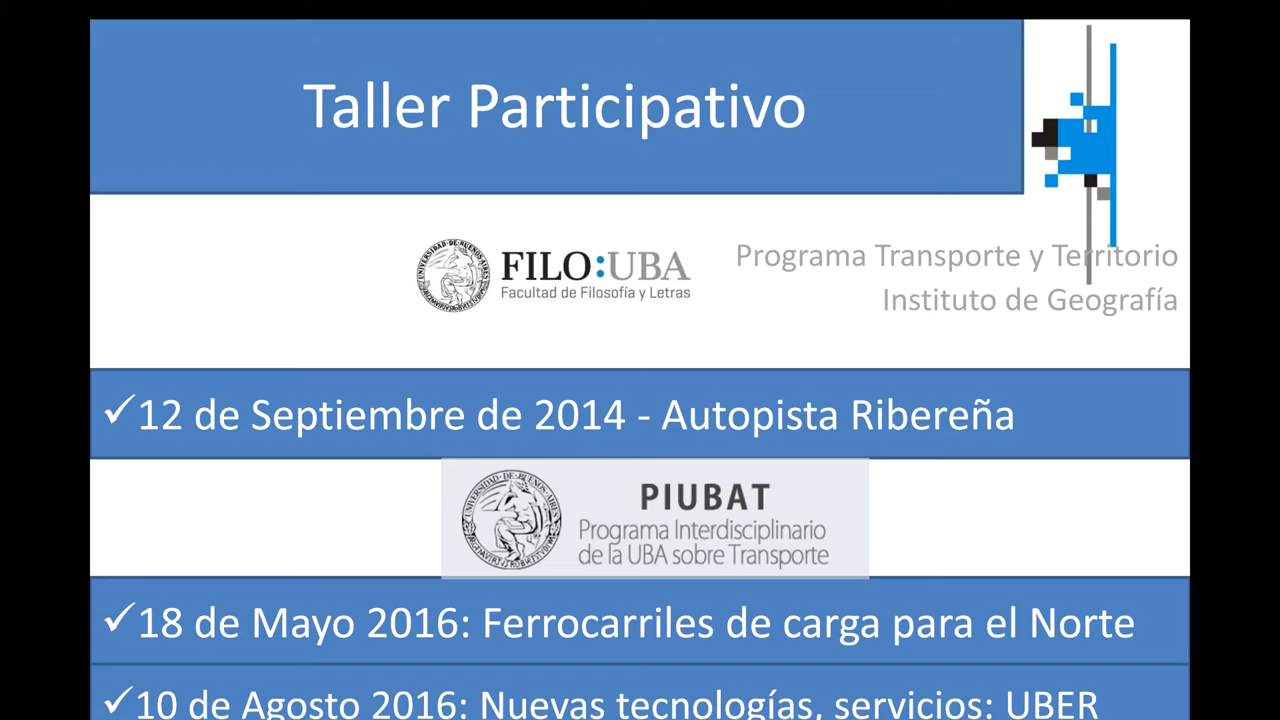 Taller Participativo
FILO:UBA
Facultad de Filosofía y Letras
Programa Transporte y Territorio
Instituto de Geografía
✓12 de Septiembre de 2014 - Autopista Ribereña
PIUBAT
Programa Interdisciplinario
de la UBA sobre Transporte
✓18 de Mayo 2016: Ferrocarriles de carga para el Norte
✓10 de Agosto 2016: Nuevas tecnologías, servicios: UBER